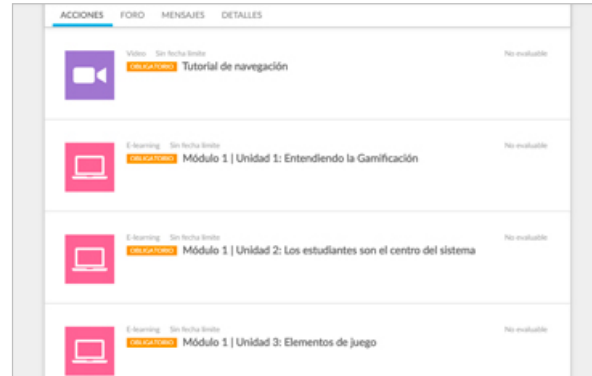 ACCIONES FORO MENSAJES DETALLES
Video Sin fecha límite No evaluable
OBLIGATORIO Tutorial de navegación
E-learning Sin fecha límite No evaluable
OBLIGATORIO Módulo 1 | Unidad 1: Entendiendo la Gamificación
E-learning Sin fecha límite No evaluable
OBLIGATORIO Módulo 1 | Unidad 2: Los estudiantes son el centro del sistema
E-learning Sin fecha límite No evaluable
OBLIGATORIO Módulo 1 | Unidad 3: Elementos de juego